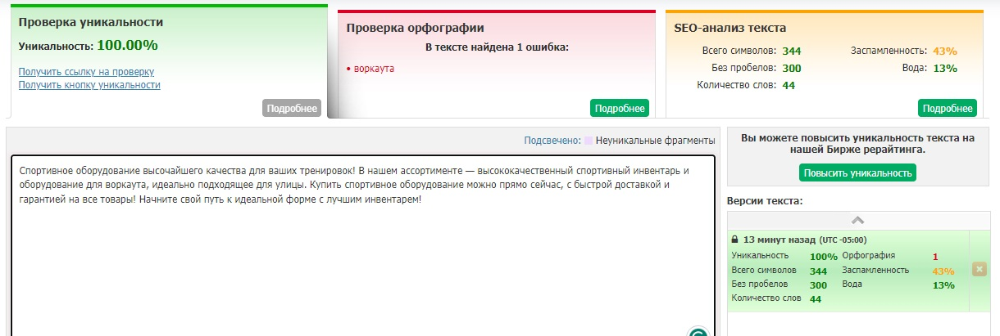 Проверка уникальности
Уникальность: 100.00%
Получить ссылку на проверку
Получить кнопку уникальности
Подробнее
Проверка орфографии
В тексте найдена 1 ошибка:
• воркаута
Подробнее
SEO-анализ текста
Всего символов: 344 Заспамленность: 43%
Без пробелов: 300 Вода: 13%
Количество слов: 44
Подробнее
Подсвечено: Неуникальные фрагменты
Спортивное оборудование высочайшего качества для ваших тренировок! В нашем ассортименте — высококачественный спортивный инвентарь и
оборудование для воркаута, идеально подходящее для улицы. Купить спортивное оборудование можно прямо сейчас, с быстрой доставкой и
гарантией на все товары! Начните свой путь к идеальной форме с лучшим инвентарем!
Вы можете повысить уникальность текста на
нашей Бирже рерайтинга.
Повысить уникальность
Версии текста:
13 минут назад (UTC -05:00)
Уникальность 100% Орфография 1
Всего символов 344 Заспамленность 43%
Без пробелов 300 Вода 13%
Количество слов 44